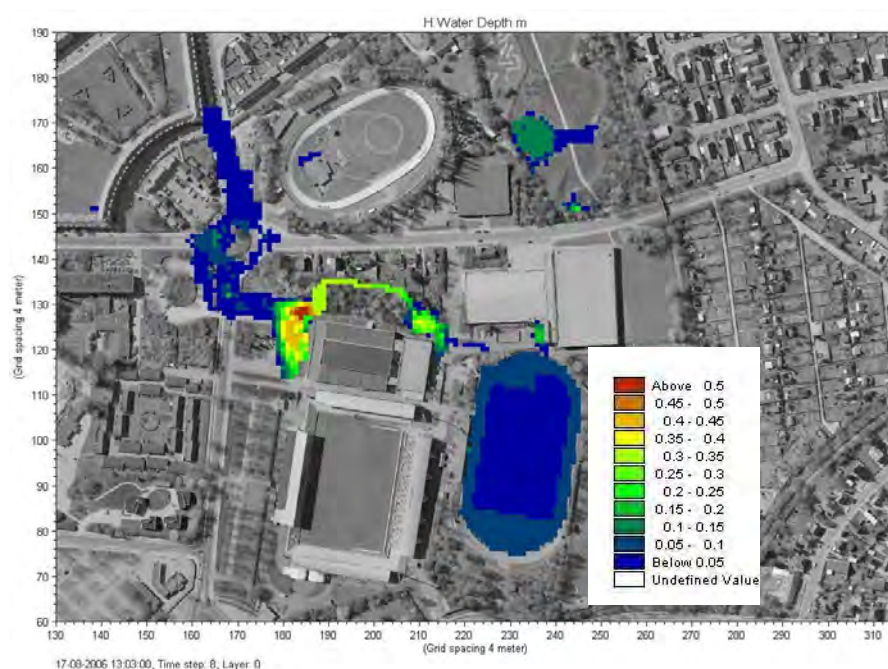 H Water Depth m
190
180
170
160
150
140
130
120
110
100
90
80
70
60
(Grid spacing 4 meter)
Above 0.5
0.45 - 0.5
0.4 - 0.45
0.35 - 0.4
0.3 - 0.35
0.25 - 0.3
0.2 - 0.25
0.15 - 0.2
0.1 - 0.15
0.05 - 0.1
Below 0.05
Undefined Value
130 140 150 160 170 180 190 200 210 220 230 240 250 260 270 280 290 300 310
(Grid spacing 4 meter)
17-08-2006 13:03:00, Time step: 8, Layer: 0